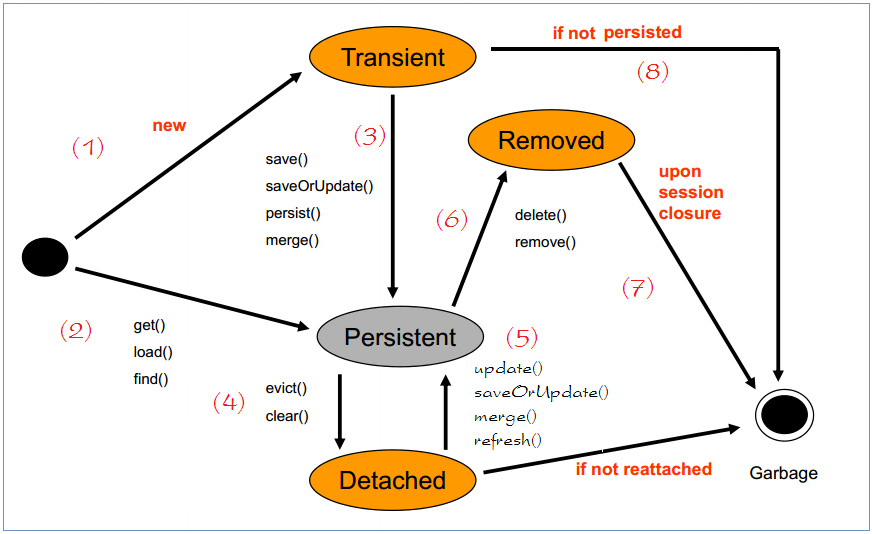 if not persisted
Transient
(8)
new
(1)
(3)
Removed
save()
saveOrUpdate()
persist()
merge()
upon
session
closure
(6)
delete()
remove()
(7)
(2)
get()
load()
find()
Persistent
(5)
update()
saveOrUpdate()
merge()
refresh()
(4)
evict()
clear()
Detached
if not reattached
Garbage